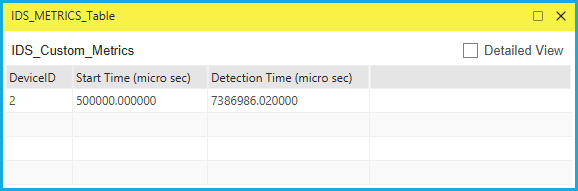 IDS_METRICS_Table
IDS_Custom_Metrics Detailed View
DeviceID Start Time (micro sec) Detection Time (micro sec)
2 500000.000000 7386986.020000